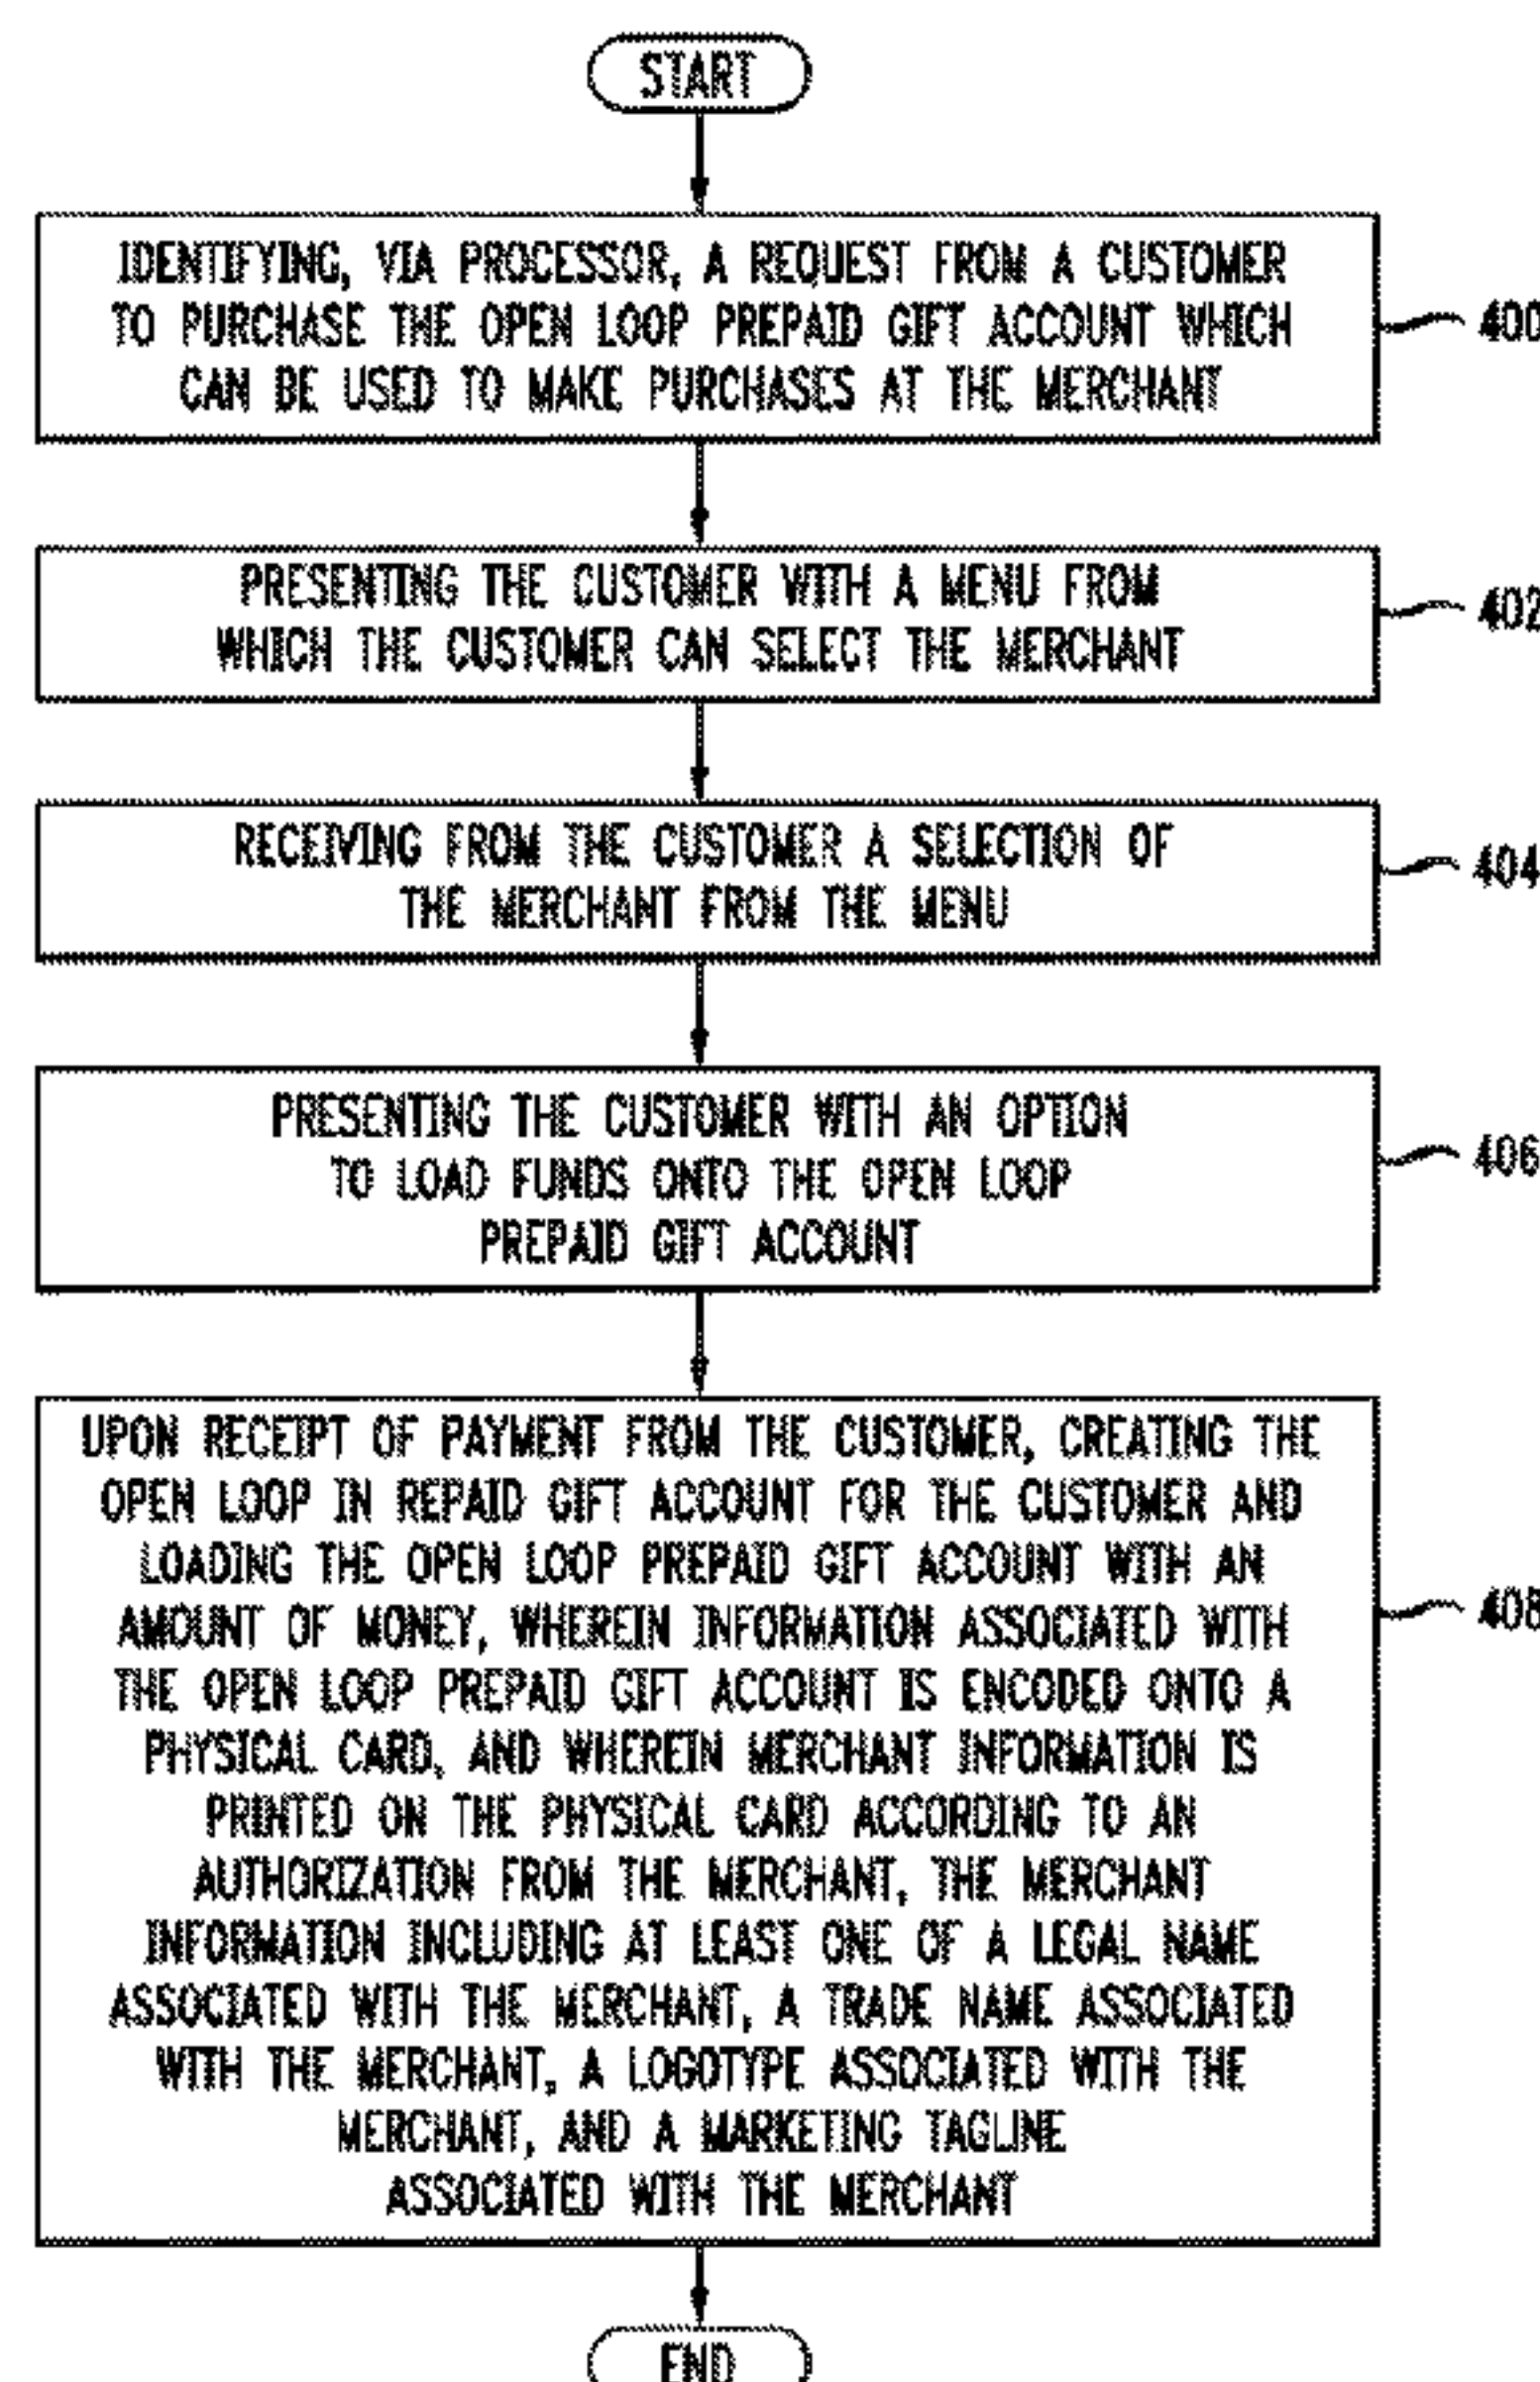 START
IDENTIFYING, VIA PROCESSOR, A REQUEST FROM A CUSTOMER
TO PURCHASE THE OPEN LOOP PREPAID GIFT ACCOUNT WHICH
CAN BE USED TO MAKE PURCHASES AT THE MERCHANT
400
PRESENTING THE CUSTOMER WITH A MENU FROM
WHICH THE CUSTOMER CAN SELECT THE MERCHANT
402
RECEIVING FROM THE CUSTOMER A SELECTION OF
THE MERCHANT FROM THE MENU
404
PRESENTING THE CUSTOMER WITH AN OPTION
TO LOAD FUNDS ONTO THE OPEN LOOP
PREPAID GIFT ACCOUNT
406
UPON RECEIPT OF PAYMENT FROM THE CUSTOMER, CREATING THE
OPEN LOOP IN REPAID GIFT ACCOUNT FOR THE CUSTOMER AND
LOADING THE OPEN LOOP PREPAID GIFT ACCOUNT WITH AN
AMOUNT OF MONEY, WHEREIN INFORMATION ASSOCIATED WITH
THE OPEN LOOP PREPAID GIFT ACCOUNT IS ENCODED ONTO A
PHYSICAL CARD, AND WHEREIN MERCHANT INFORMATION IS
PRINTED ON THE PHYSICAL CARD ACCORDING TO AN
AUTHORIZATION FROM THE MERCHANT, THE MERCHANT
INFORMATION INCLUDING AT LEAST ONE OF A LEGAL NAME
ASSOCIATED WITH THE MERCHANT, A TRADE NAME ASSOCIATED
WITH THE MERCHANT, A LOGOTYPE ASSOCIATED WITH THE
MERCHANT, AND A MARKETING TAGLINE
ASSOCIATED WITH THE MERCHANT
408
END